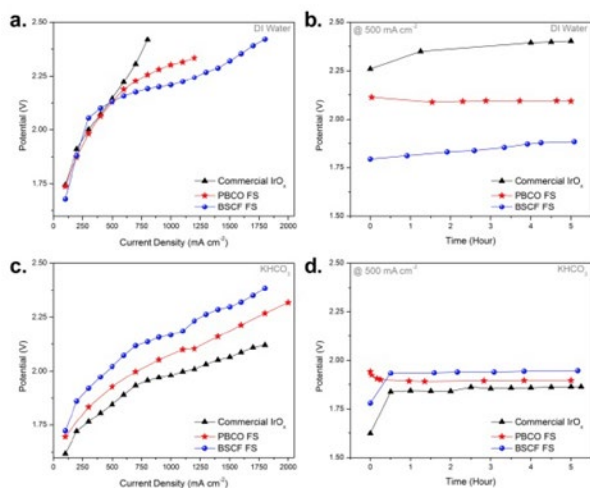 a.
DI Water
2.50
2.25
2.00
1.75
Potential (V)
0 250 500 750 1000 1250 1500 1750 2000
Current Density (mA cm⁻²)
Commercial IrOₓ
PBCO FS
BSCF FS
b.
@ 500 mA cm⁻²
DI Water
2.50
2.25
2.00
1.75
1.50
Potential (V)
0 1 2 3 4 5
Time (Hour)
Commercial IrOₓ
PBCO FS
BSCF FS
c.
KHCO₃
2.50
2.25
2.00
1.75
Potential (V)
0 250 500 750 1000 1250 1500 1750 2000
Current Density (mA cm⁻²)
Commercial IrOₓ
PBCO FS
BSCF FS
d.
@ 500 mA cm⁻²
KHCO₃
2.50
2.25
2.00
1.75
1.50
Potential (V)
0 1 2 3 4 5
Time (Hour)
Commercial IrOₓ
PBCO FS
BSCF FS